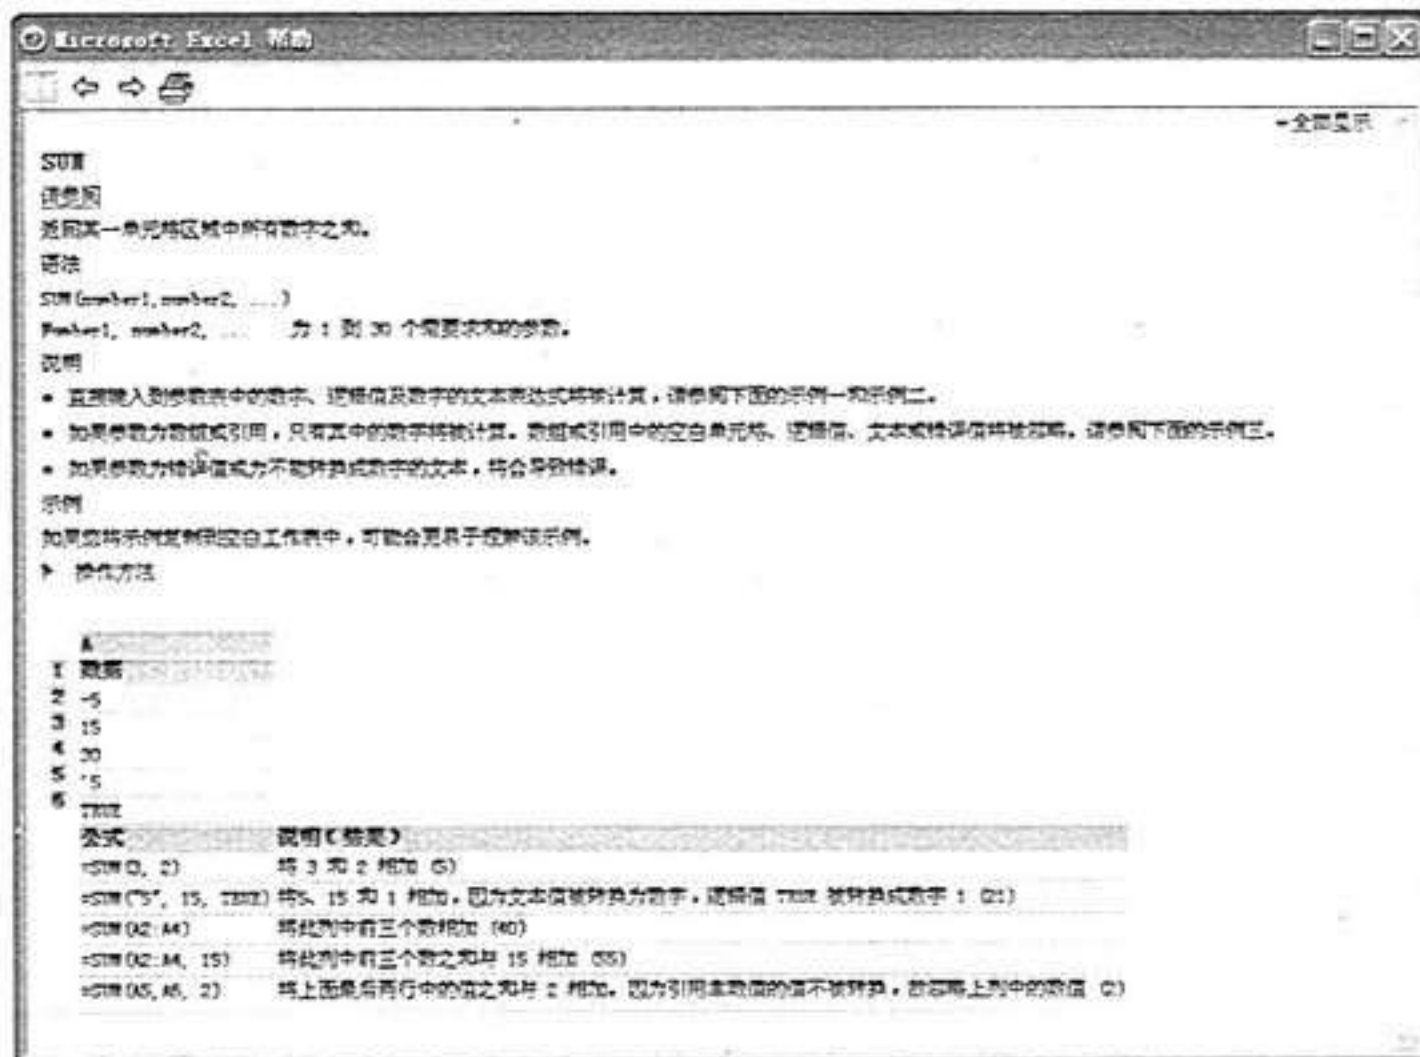 Microsoft Excel 帮助
全部显示
SUM
请参阅
返回某一单元格区域中所有数字之和。
语法
SUM(number1,number2, ...)
Number1, number2, ... 为 1 到 30 个需要求和的参数。
说明
• 直接键入到参数表中的数字、逻辑值及数字的文本表达式将被计算，请参阅下面的示例一和示例二。
• 如果参数为数组或引用，只有其中的数字将被计算。数组或引用中的空白单元格、逻辑值、文本或错误值将被忽略。请参阅下面的示例三。
• 如果参数为错误值或为不能转换成数字的文本，将会导致错误。
示例
如果您将示例复制到空白工作表中，可能会更易于理解该示例。
操作方法
A
1 数据
2 -5
3 15
4 30
5 '5
6 TRUE
公式 说明(结果)
=SUM(3, 2) 将 3 和 2 相加 (5)
=SUM("5", 15, TRUE) 将5、15 和 1 相加，因为文本值被转换为数字，逻辑值 TRUE 被转换成数字 1 (21)
=SUM(A2:A4) 将此列中前三个数相加 (40)
=SUM(A2:A4, 15) 将此列中前三个数之和与 15 相加 (55)
=SUM(A5,A6, 2) 将上面最后两行中的值之和与 2 相加。因为引用非数值的值不被转换，故忽略上列中的数值 (2)